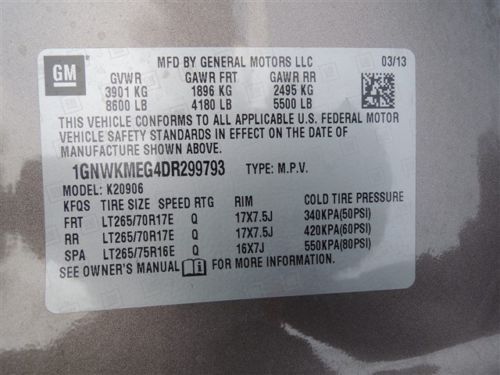 GM
MFD BY GENERAL MOTORS LLC 03/13
GVWR GAWR FRT GAWR RR
3901 KG 1896 KG 2495 KG
8600 LB 4180 LB 5500 LB
THIS VEHICLE CONFORMS TO ALL APPLICABLE U.S. FEDERAL MOTOR
VEHICLE SAFETY STANDARDS IN EFFECT ON THE DATE OF
MANUFACTURE SHOWN ABOVE.
1GNWKMEG4DR299793 TYPE: M.P.V.
MODEL: K20906
KFQS TIRE SIZE SPEED RTG RIM COLD TIRE PRESSURE
FRT LT265/70R17E Q 17X7.5J 340KPA(50PSI)
RR LT265/70R17E Q 17X7.5J 420KPA(60PSI)
SPA LT265/75R16E Q 16X7J 550KPA(80PSI)
SEE OWNER'S MANUAL FOR MORE INFORMATION.